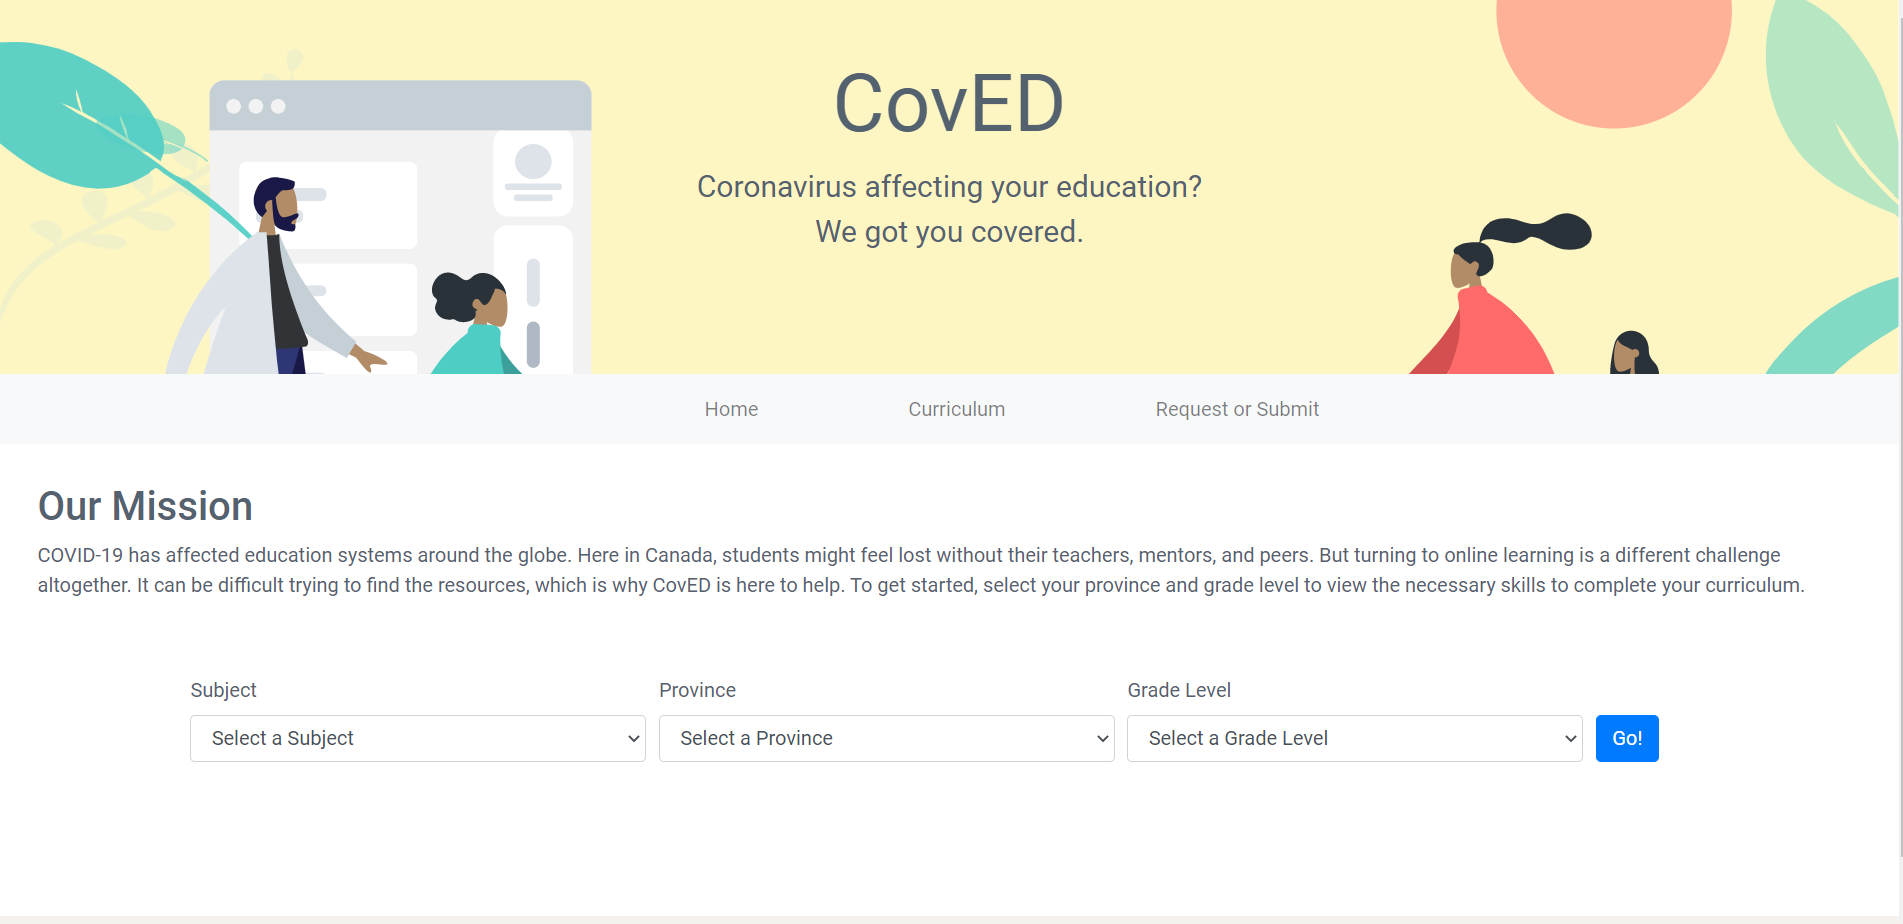 CovED
Coronavirus affecting your education?
We got you covered.
Home
Curriculum
Request or Submit
Our Mission
COVID-19 has affected education systems around the globe. Here in Canada, students might feel lost without their teachers, mentors, and peers. But turning to online learning is a different challenge
altogether. It can be difficult trying to find the resources, which is why CovED is here to help. To get started, select your province and grade level to view the necessary skills to complete your curriculum.
Subject
Province
Grade Level
Select a Subject
Select a Province
Select a Grade Level
Go!